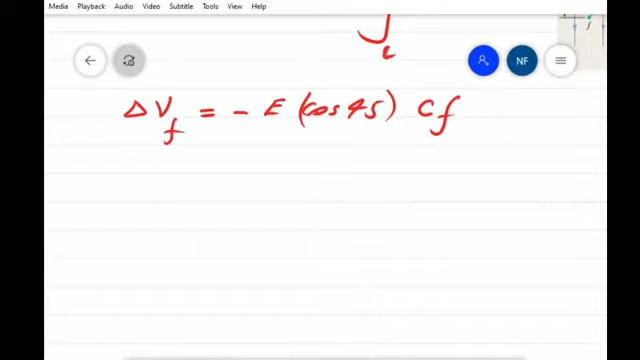 Media Playback Audio Video Subtitle Tools View Help
NF
ΔV_f = - E (cos 45) cf